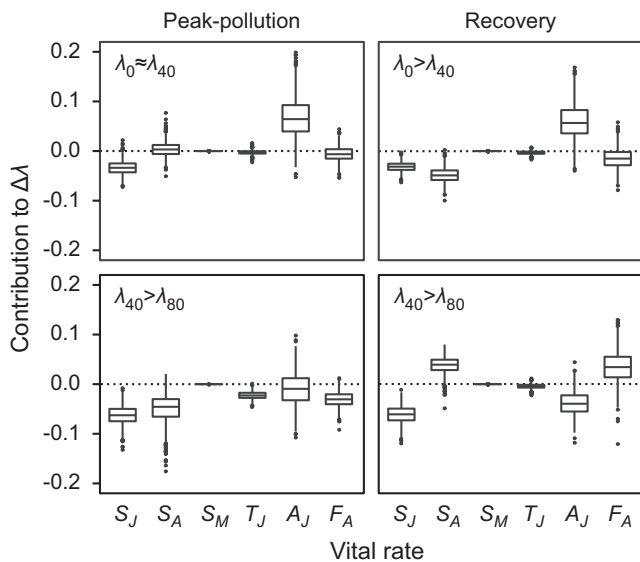 Peak-pollution Recovery
Contribution to Δλ
0.2
0.1
0.0
-0.1
-0.2
λ0≈λ40
λ0>λ40
0.2
0.1
0.0
-0.1
-0.2
λ40>λ80
λ40>λ80
SJ SA SM TJ AJ FA SJ SA SM TJ AJ FA
Vital rate